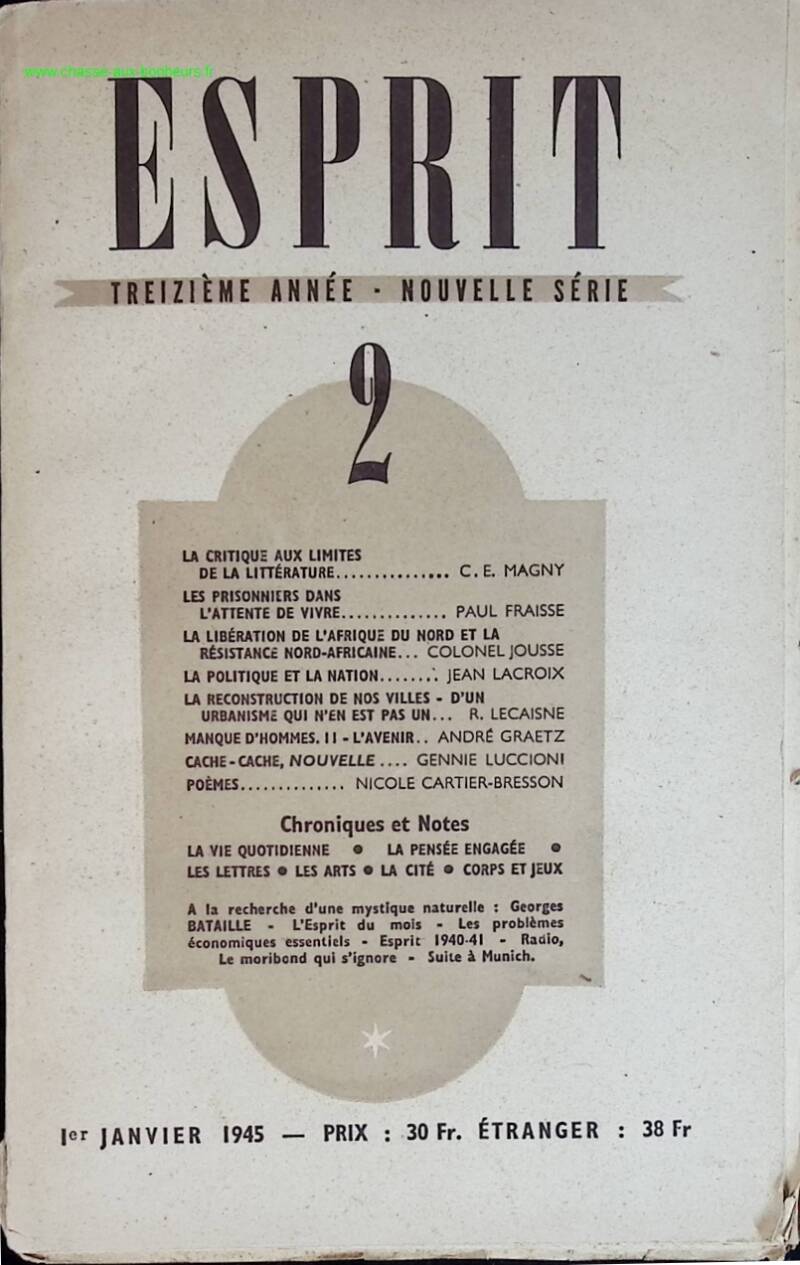 www.chasse-aux-bonheurs.fr
ESPRIT
TREIZIÈME ANNÉE · NOUVELLE SÉRIE
2
LA CRITIQUE AUX LIMITES
DE LA LITTÉRATURE............... C. E. MAGNY
LES PRISONNIERS DANS
L'ATTENTE DE VIVRE.............. PAUL FRAISSE
LA LIBÉRATION DE L'AFRIQUE DU NORD ET LA
RÉSISTANCE NORD-AFRICAINE... COLONEL JOUSSE
LA POLITIQUE ET LA NATION........ JEAN LACROIX
LA RECONSTRUCTION DE NOS VILLES - D'UN
URBANISME QUI N'EN EST PAS UN... R. LECAISNE
MANQUE D'HOMMES. II - L'AVENIR.. ANDRÉ GRAETZ
CACHE-CACHE, NOUVELLE .... GENNIE LUCCIONI
POÈMES.............. NICOLE CARTIER-BRESSON
Chroniques et Notes
LA VIE QUOTIDIENNE ● LA PENSÉE ENGAGÉE ●
LES LETTRES ● LES ARTS ● LA CITÉ ● CORPS ET JEUX
A la recherche d'une mystique naturelle : Georges
BATAILLE - L'Esprit du mois - Les problèmes
économiques essentiels - Esprit 1940-41 - Radio,
Le moribond qui s'ignore - Suite à Munich.
1er JANVIER 1945 — PRIX : 30 Fr. ÉTRANGER : 38 Fr